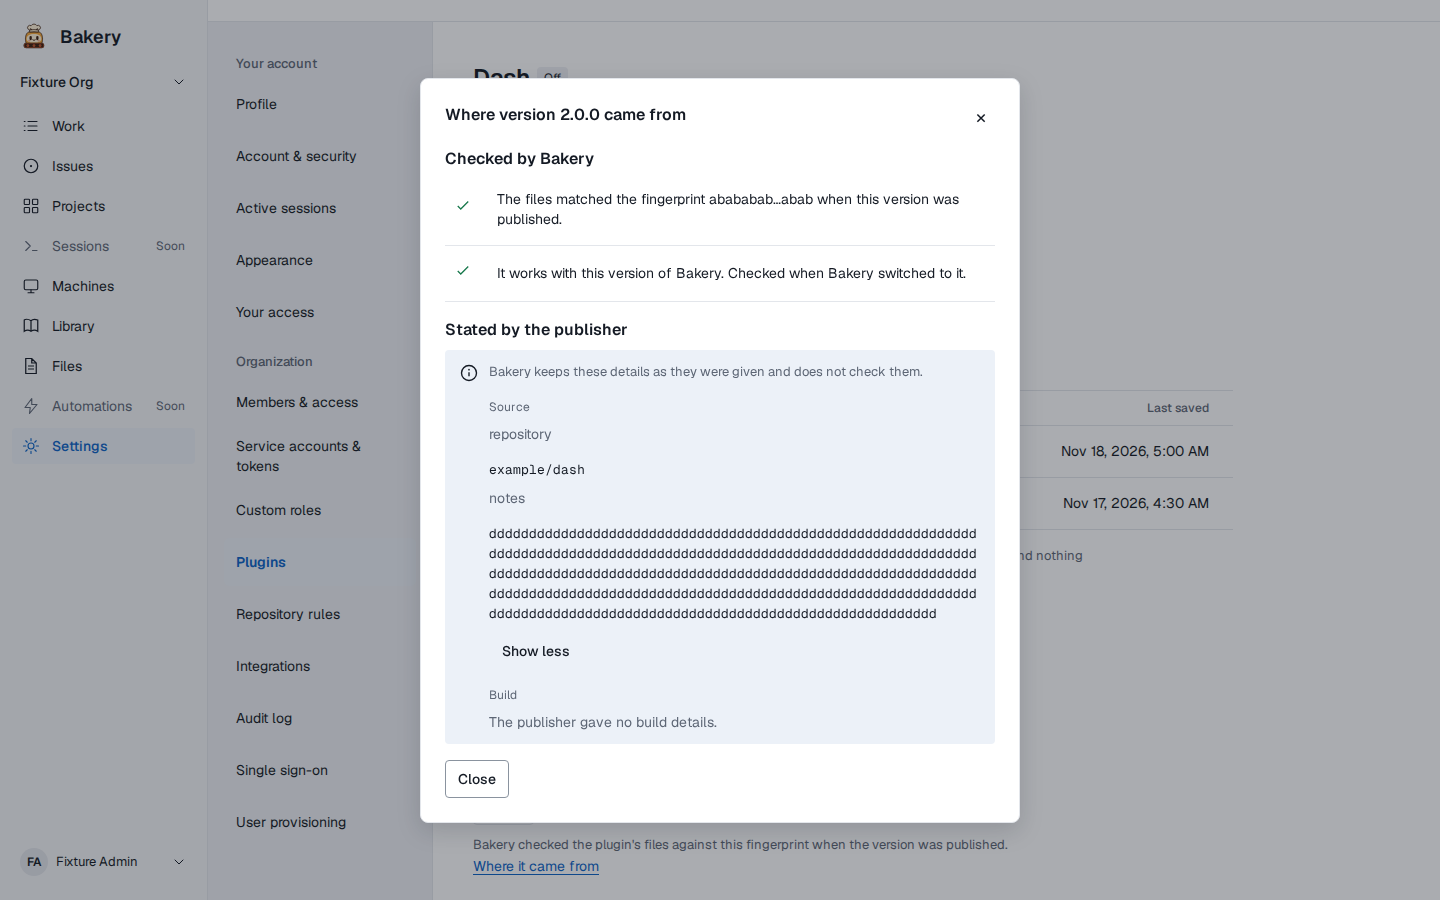 Bakery
Fixture Org
Work
Issues
Projects
Sessions Soon
Machines
Library
Files
Automations Soon
Settings
FA Fixture Admin
Your account
Profile
Account & security
Active sessions
Appearance
Your access
Organization
Members & access
Service accounts &
tokens
Custom roles
Plugins
Repository rules
Integrations
Audit log
Single sign-on
User provisioning
Dash Off
Where version 2.0.0 came from
Checked by Bakery
The files matched the fingerprint abababab…abab when this version was
published.
It works with this version of Bakery. Checked when Bakery switched to it.
Stated by the publisher
Bakery keeps these details as they were given and does not check them.
Source
repository
example/dash
notes
ddddddddddddddddddddddddddddddddddddddddddddddddddddddddddddd
ddddddddddddddddddddddddddddddddddddddddddddddddddddddddddddd
ddddddddddddddddddddddddddddddddddddddddddddddddddddddddddddd
ddddddddddddddddddddddddddddddddddddddddddddddddddddddddddddd
dddddddddddddddddddddddddddddddddddddddddddddddddddddddd
Show less
Build
The publisher gave no build details.
Close
Last saved
Nov 18, 2026, 5:00 AM
Nov 17, 2026, 4:30 AM
nothing
Bakery checked the plugin's files against this fingerprint when the version was published.
Where it came from